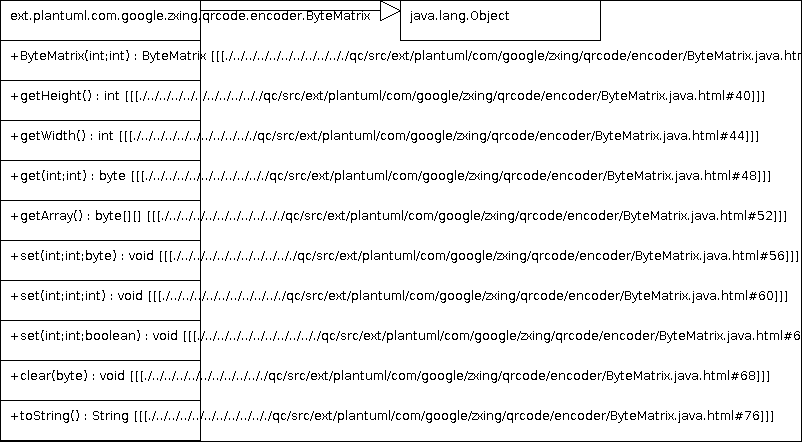 ext.plantuml.com.google.zxing.qrcode.encoder.ByteMatrix
java.lang.Object
+ByteMatrix(int;int) : ByteMatrix [[[./../../../../../../../../../../qc/src/ext/plantuml/com/google/zxing/qrcode/encoder/ByteMatrix.java.htm
+getHeight() : int [[[./../../../../../../../../../../qc/src/ext/plantuml/com/google/zxing/qrcode/encoder/ByteMatrix.java.html#40]]]
+getWidth() : int [[[./../../../../../../../../../../qc/src/ext/plantuml/com/google/zxing/qrcode/encoder/ByteMatrix.java.html#44]]]
+get(int;int) : byte [[[./../../../../../../../../../../qc/src/ext/plantuml/com/google/zxing/qrcode/encoder/ByteMatrix.java.html#48]]]
+getArray() : byte[][] [[[./../../../../../../../../../../qc/src/ext/plantuml/com/google/zxing/qrcode/encoder/ByteMatrix.java.html#52]]]
+set(int;int;byte) : void [[[./../../../../../../../../../../qc/src/ext/plantuml/com/google/zxing/qrcode/encoder/ByteMatrix.java.html#56]]]
+set(int;int;int) : void [[[./../../../../../../../../../../qc/src/ext/plantuml/com/google/zxing/qrcode/encoder/ByteMatrix.java.html#60]]]
+set(int;int;boolean) : void [[[./../../../../../../../../../../qc/src/ext/plantuml/com/google/zxing/qrcode/encoder/ByteMatrix.java.html#6
+clear(byte) : void [[[./../../../../../../../../../../qc/src/ext/plantuml/com/google/zxing/qrcode/encoder/ByteMatrix.java.html#68]]]
+toString() : String [[[./../../../../../../../../../../qc/src/ext/plantuml/com/google/zxing/qrcode/encoder/ByteMatrix.java.html#76]]]